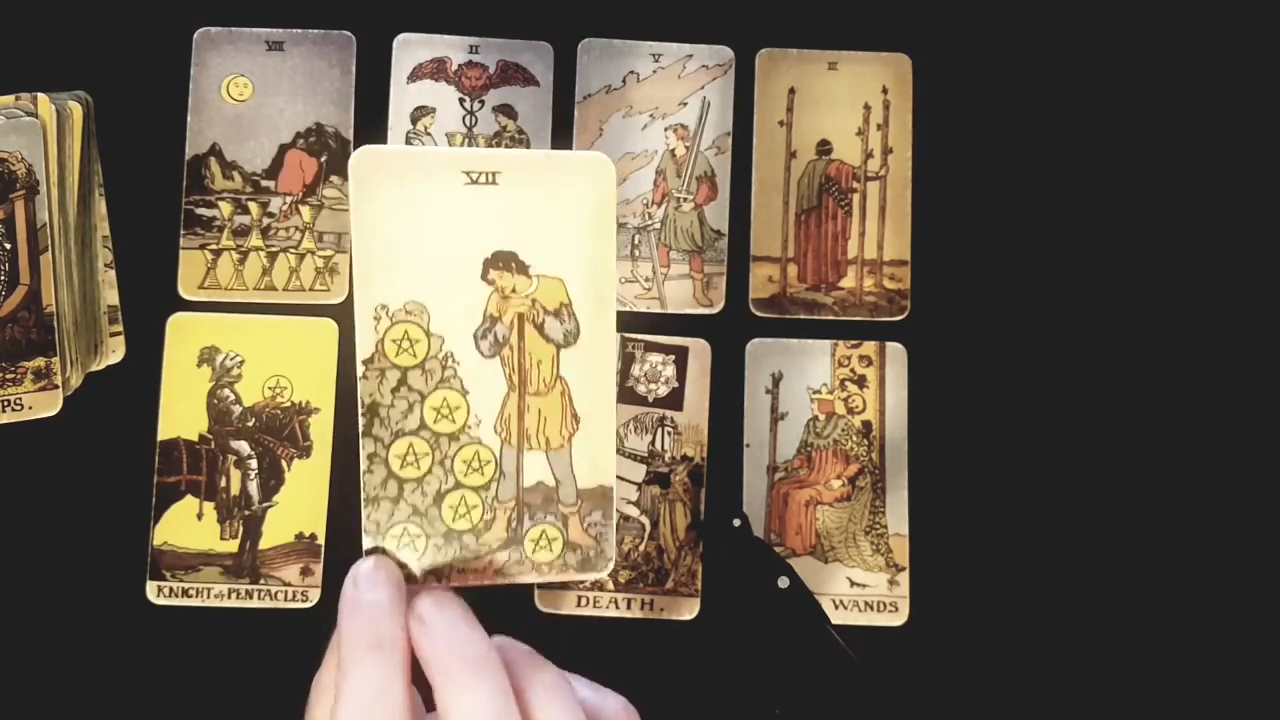 VIII
II
V
III
VII
XIII
PS.
KNIGHT of PENTACLES.
DEATH.
WANDS